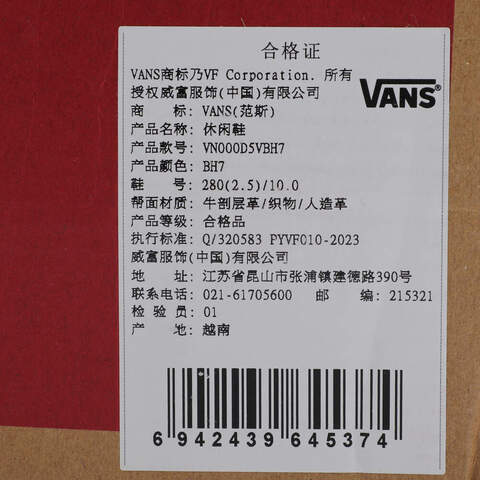 合格证
VANS商标乃VF Corporation. 所有
授权威富服饰(中国)有限公司
VANS
商 标: VANS(范斯)
产品名称: 休闲鞋
产品款号: VN000D5VBH7
产品颜色: BH7
鞋 号: 280(2.5)/10.0
帮面材质: 牛剖层革/织物/人造革
产品等级: 合格品
执行标准: Q/320583 PYVF010-2023
威富服饰(中国)有限公司
地 址: 江苏省昆山市张浦镇建德路390号
联系电话: 021-61705600 邮 编: 215321
检 验 员: 01
产 地: 越南
6 942439 645374